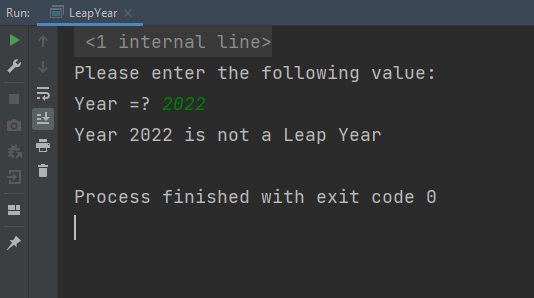 Run: LeapYear
<1 internal line>
Please enter the following value:
Year =? 2022
Year 2022 is not a Leap Year
Process finished with exit code 0